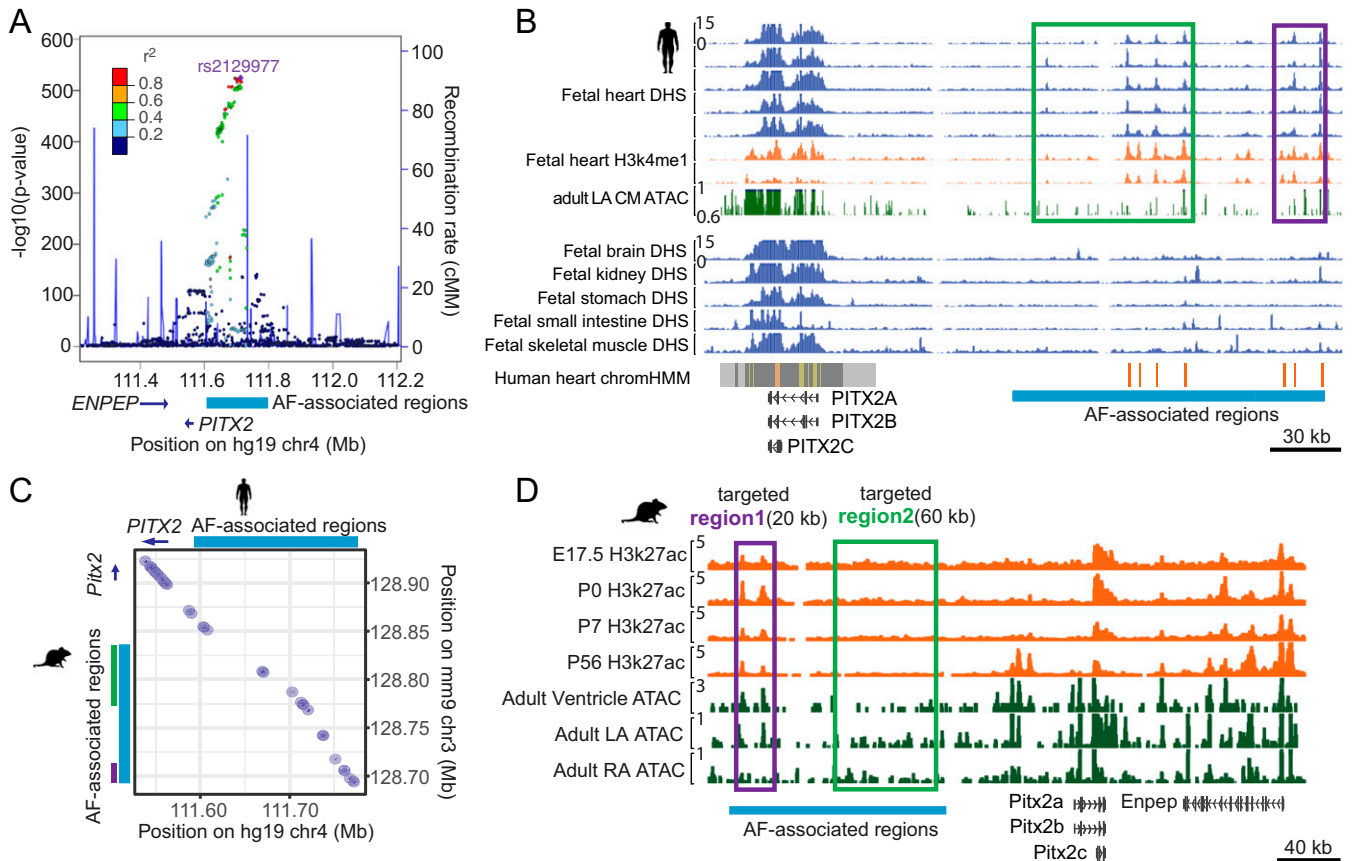 A
600
500
400
300
200
100
0
-log10(p-value)
r2
0.8
0.6
0.4
0.2
rs2129977
100
80
60
40
20
0
Recombination rate (cMM)
111.4 111.6 111.8 112.0 112.2
ENPEP
AF-associated regions
PITX2
Position on hg19 chr4 (Mb)
B
15
0
Fetal heart DHS
Fetal heart H3k4me1
adult LA CM ATAC
1
0.6
Fetal brain DHS
15
0
Fetal kidney DHS
Fetal stomach DHS
Fetal small intestine DHS
Fetal skeletal muscle DHS
Human heart chromHMM
PITX2A
PITX2B
PITX2C
AF-associated regions
30 kb
C
PITX2
AF-associated regions
Pitx2
AF-associated regions
128.90
128.85
128.80
128.75
128.70
Position on mm9 chr3 (Mb)
111.60 111.70
Position on hg19 chr4 (Mb)
D
targeted
region1(20 kb)
targeted
region2(60 kb)
E17.5 H3k27ac
5
P0 H3k27ac
5
P7 H3k27ac
5
P56 H3k27ac
5
Adult Ventricle ATAC
3
Adult LA ATAC
1
Adult RA ATAC
1
AF-associated regions
Pitx2a
Pitx2b
Pitx2c
Enpep
40 kb